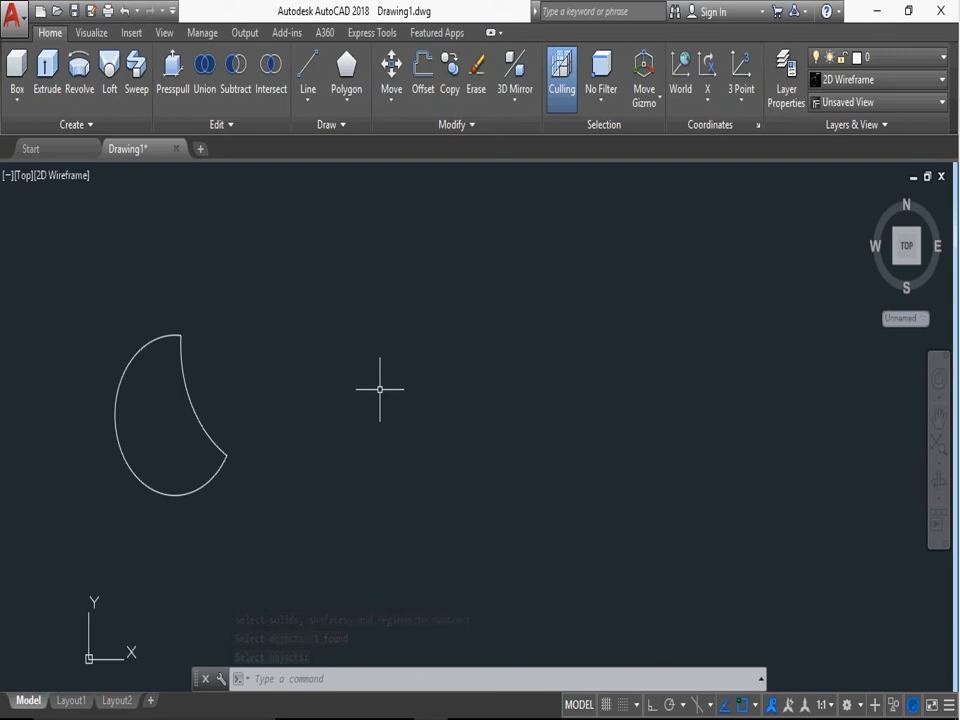 Autodesk AutoCAD 2018 Drawing1.dwg
Type a keyword or phrase
Sign In
Home Visualize Insert View Manage Output Add-ins A360 Express Tools Featured Apps
Box Extrude Revolve Loft Sweep Presspull Union Subtract Intersect Line Polygon Move Offset Copy Erase 3D Mirror Culling No Filter Move Gizmo World X 3 Point Layer Properties
0
2D Wireframe
Unsaved View
Create Edit Draw Modify Selection Coordinates Layers & View
Start Drawing1*
[−][Top][2D Wireframe]
N
W TOP E
S
Unnamed
Y
X
Select solids, surfaces, and regions to subtract
Select objects: 1 found
Select objects:
Type a command
Model Layout1 Layout2
MODEL 1:1